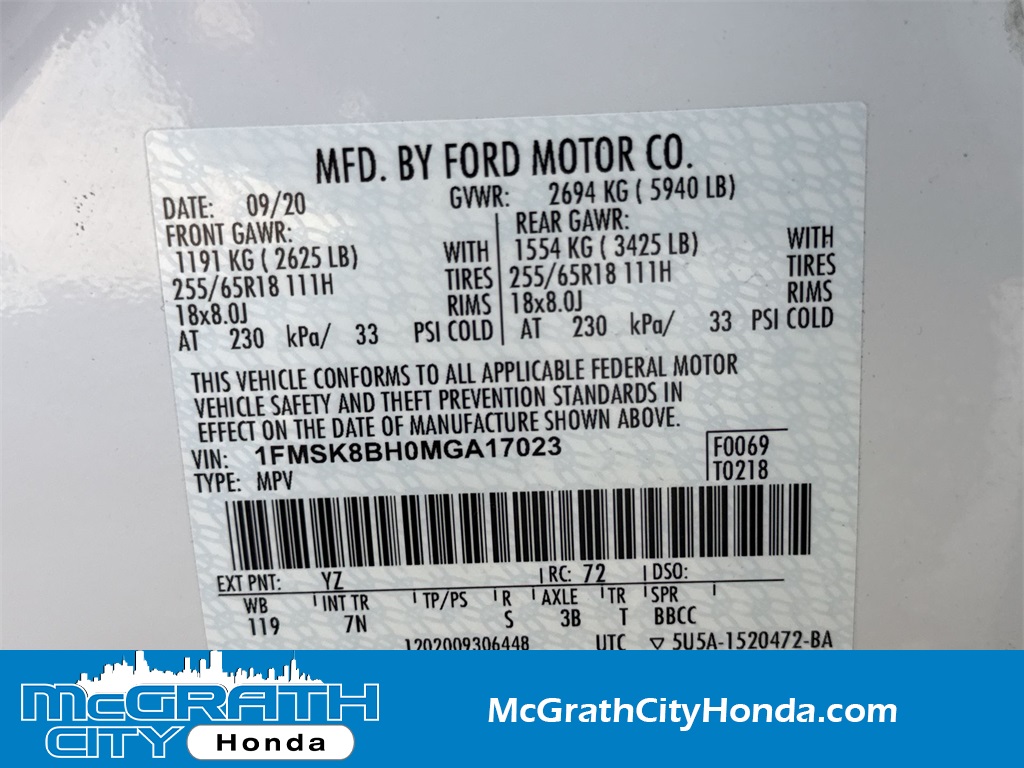 MFD. BY FORD MOTOR CO.
DATE: 09/20 GVWR: 2694 KG ( 5940 LB)
FRONT GAWR: REAR GAWR:
1191 KG ( 2625 LB) WITH 1554 KG ( 3425 LB) WITH
255/65R18 111H TIRES 255/65R18 111H TIRES
18x8.0J RIMS 18x8.0J RIMS
AT 230 kPa/ 33 PSI COLD AT 230 kPa/ 33 PSI COLD
THIS VEHICLE CONFORMS TO ALL APPLICABLE FEDERAL MOTOR
VEHICLE SAFETY AND THEFT PREVENTION STANDARDS IN
EFFECT ON THE DATE OF MANUFACTURE SHOWN ABOVE.
VIN: 1FMSK8BH0MGA17023 F0069
TYPE: MPV T0218
EXT PNT: YZ RC: 72 DSO:
WB INT TR TP/PS R AXLE TR SPR
119 7N S 3B T BBCC
1202009306448 UTC ▽ 5U5A-1520472-BA
McGRATH
CITY Honda
McGrathCityHonda.com